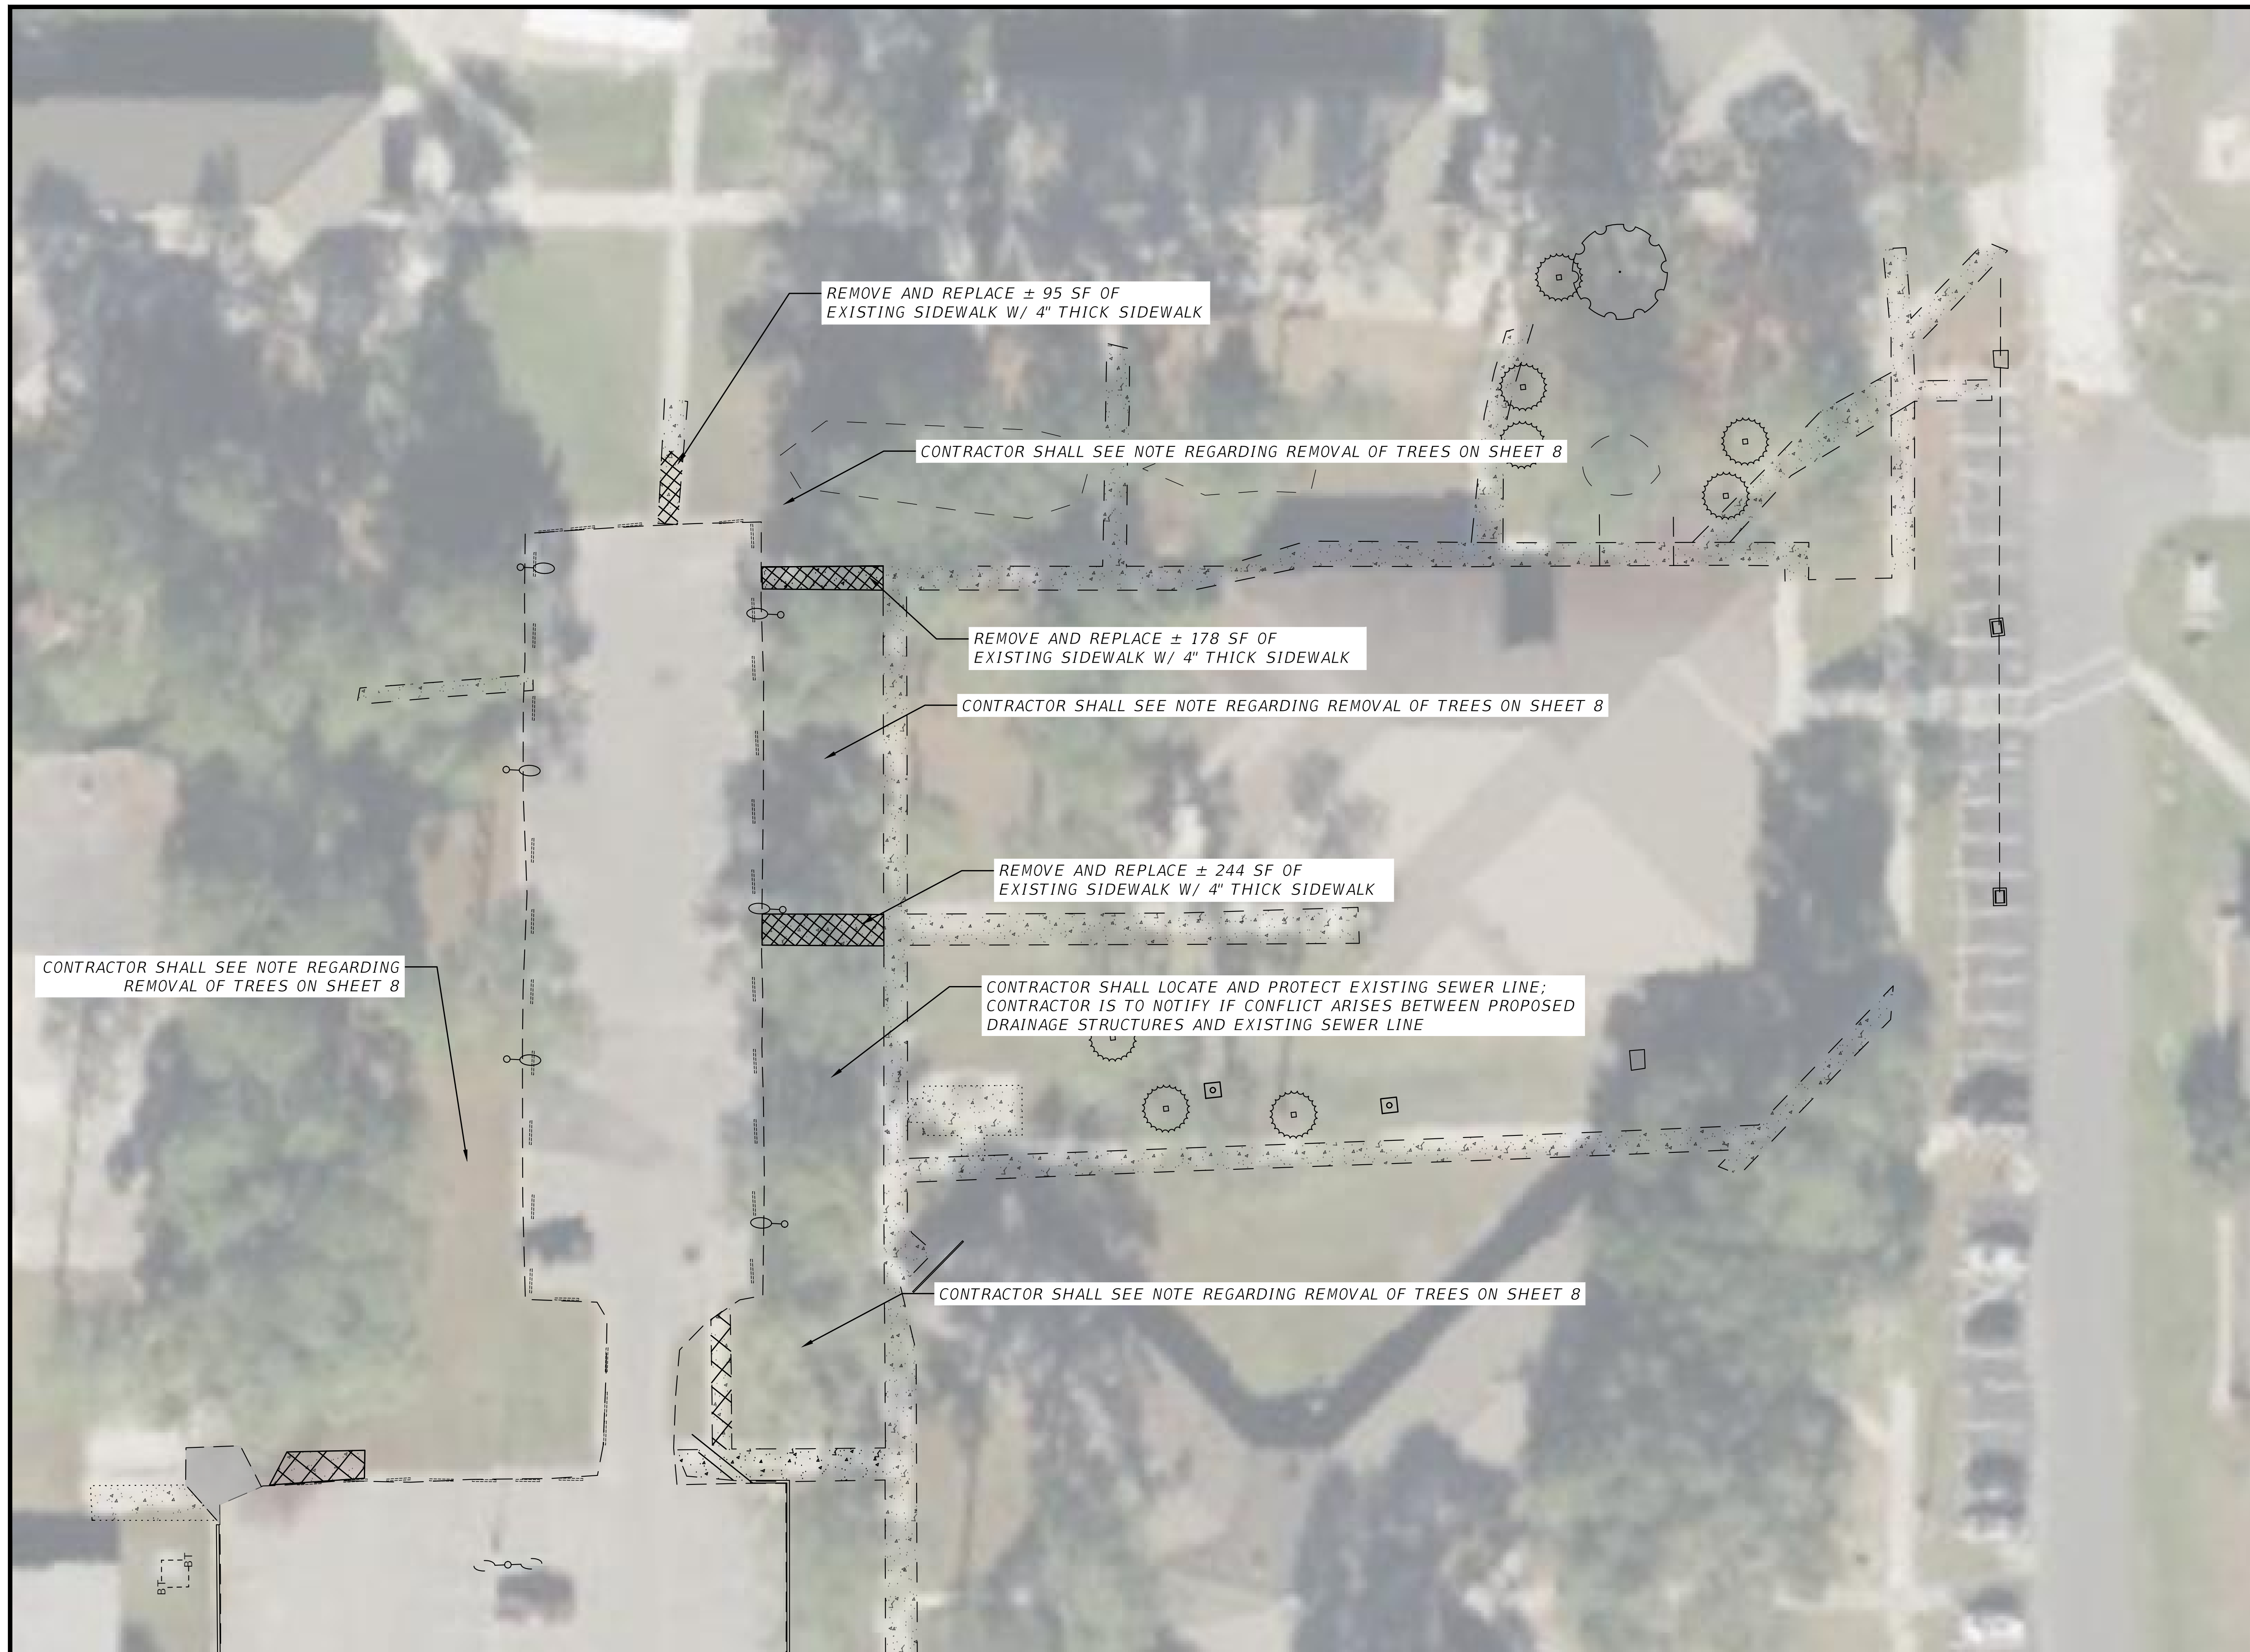 REMOVE AND REPLACE ± 95 SF OF
EXISTING SIDEWALK W/ 4" THICK SIDEWALK
CONTRACTOR SHALL SEE NOTE REGARDING REMOVAL OF TREES ON SHEET 8
REMOVE AND REPLACE ± 178 SF OF
EXISTING SIDEWALK W/ 4" THICK SIDEWALK
CONTRACTOR SHALL SEE NOTE REGARDING REMOVAL OF TREES ON SHEET 8
REMOVE AND REPLACE ± 244 SF OF
EXISTING SIDEWALK W/ 4" THICK SIDEWALK
CONTRACTOR SHALL SEE NOTE REGARDING
REMOVAL OF TREES ON SHEET 8
CONTRACTOR SHALL LOCATE AND PROTECT EXISTING SEWER LINE;
CONTRACTOR IS TO NOTIFY IF CONFLICT ARISES BETWEEN PROPOSED
DRAINAGE STRUCTURES AND EXISTING SEWER LINE
CONTRACTOR SHALL SEE NOTE REGARDING REMOVAL OF TREES ON SHEET 8
BT
BT